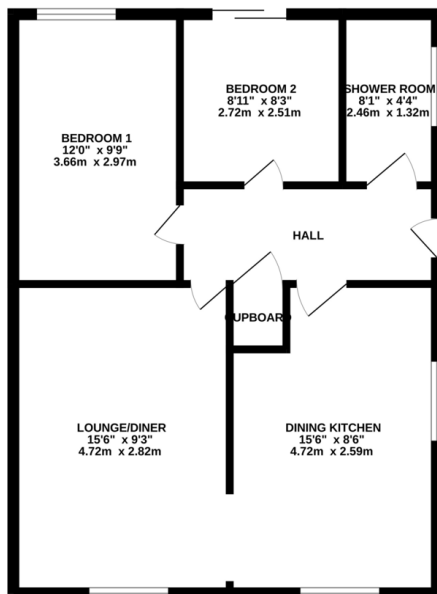 BEDROOM 1
12'0" x 9'9"
3.66m x 2.97m
BEDROOM 2
8'11" x 8'3"
2.72m x 2.51m
SHOWER ROOM
8'1" x 4'4"
2.46m x 1.32m
HALL
CUPBOARD
LOUNGE/DINER
15'6" x 9'3"
4.72m x 2.82m
DINING KITCHEN
15'6" x 8'6"
4.72m x 2.59m